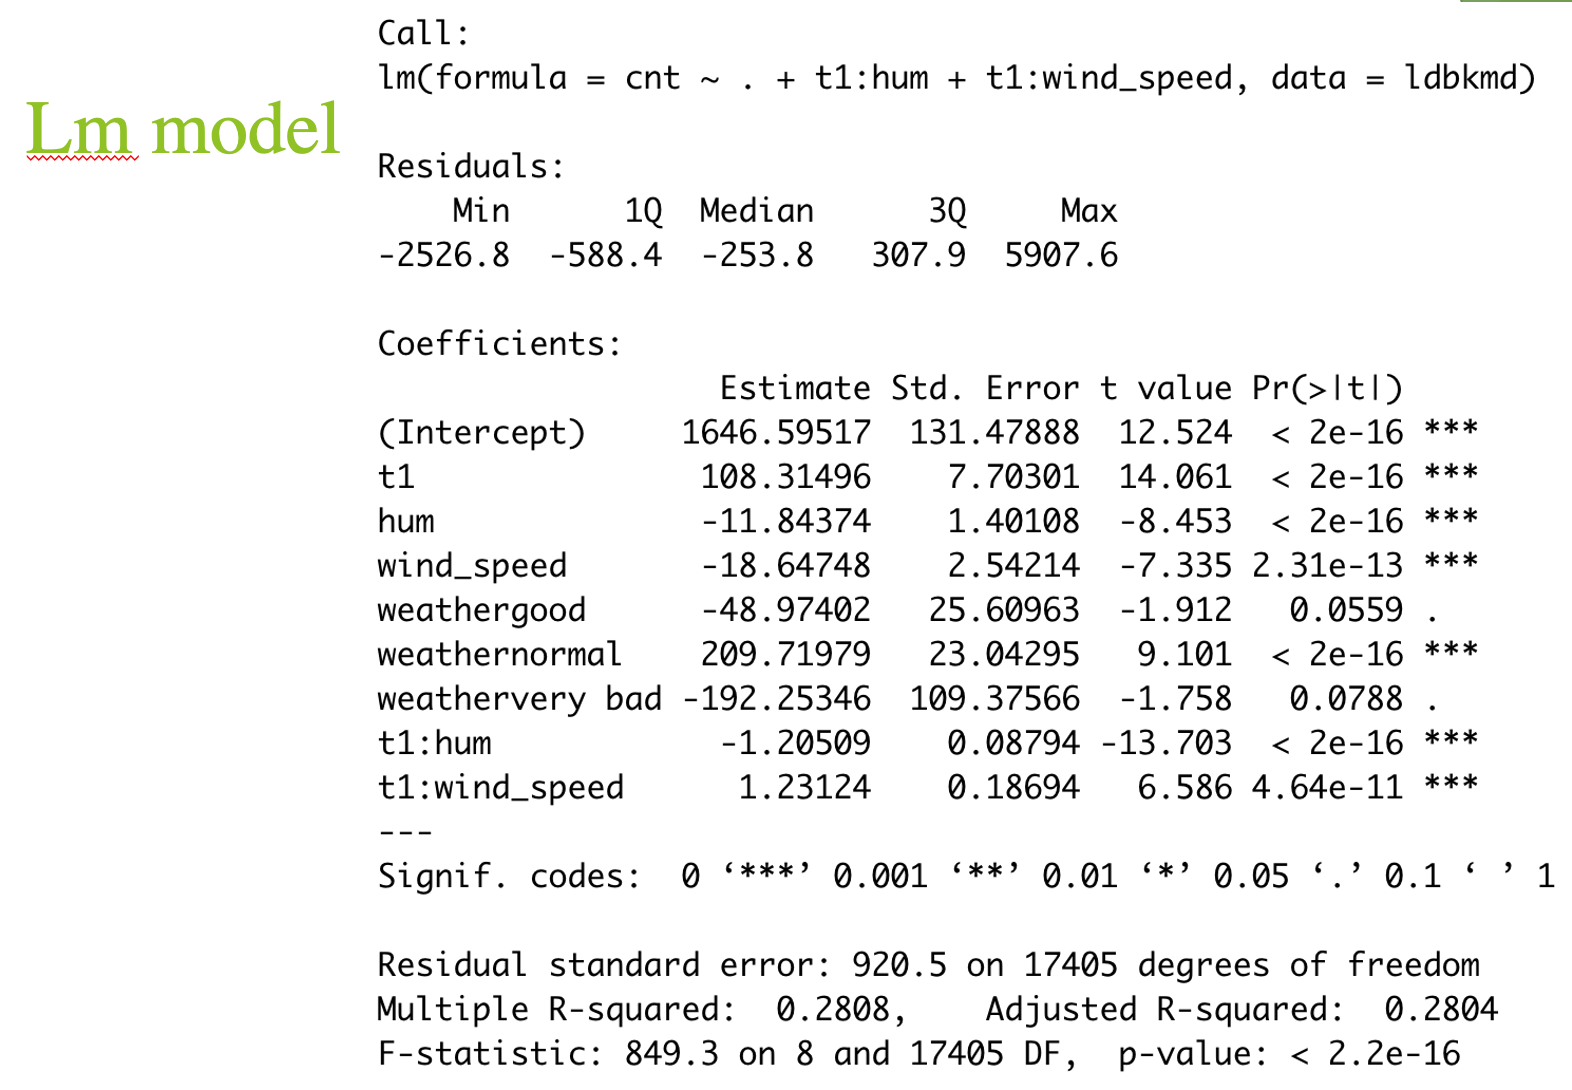 Lm model
Call:
lm(formula = cnt ~ . + t1:hum + t1:wind_speed, data = ldbkmd)
Residuals:
Min 1Q Median 3Q Max
-2526.8 -588.4 -253.8 307.9 5907.6
Coefficients:
Estimate Std. Error t value Pr(>|t|)
(Intercept) 1646.59517 131.47888 12.524 < 2e-16 ***
t1 108.31496 7.70301 14.061 < 2e-16 ***
hum -11.84374 1.40108 -8.453 < 2e-16 ***
wind_speed -18.64748 2.54214 -7.335 2.31e-13 ***
weathergood -48.97402 25.60963 -1.912 0.0559 .
weathernormal 209.71979 23.04295 9.101 < 2e-16 ***
weathervery bad -192.25346 109.37566 -1.758 0.0788 .
t1:hum -1.20509 0.08794 -13.703 < 2e-16 ***
t1:wind_speed 1.23124 0.18694 6.586 4.64e-11 ***
---
Signif. codes: 0 ‘***’ 0.001 ‘**’ 0.01 ‘*’ 0.05 ‘.’ 0.1 ‘ ’ 1
Residual standard error: 920.5 on 17405 degrees of freedom
Multiple R-squared: 0.2808, Adjusted R-squared: 0.2804
F-statistic: 849.3 on 8 and 17405 DF, p-value: < 2.2e-16